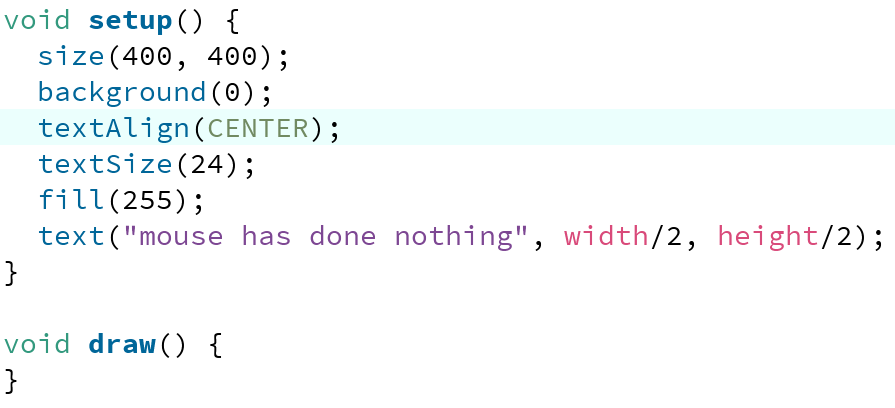 void setup() {
  size(400, 400);
  background(0);
  textAlign(CENTER);
  textSize(24);
  fill(255);
  text("mouse has done nothing", width/2, height/2);
}

void draw() {
}